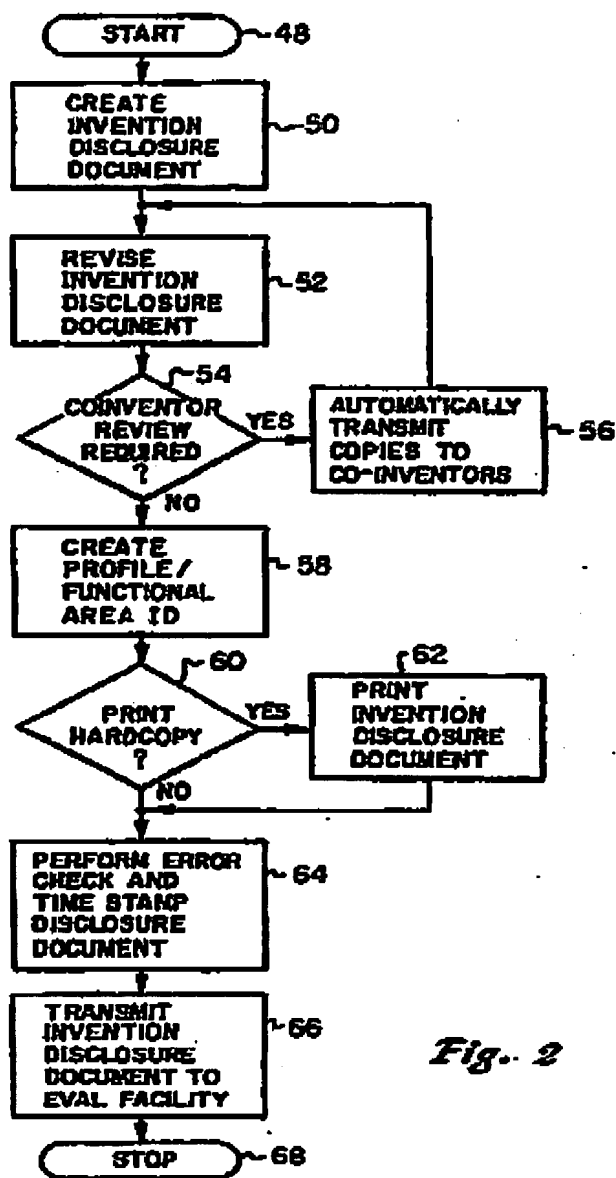 START
48
CREATE
INVENTION
DISCLOSURE
DOCUMENT
50
REVISE
INVENTION
DISCLOSURE
DOCUMENT
52
54
COINVENTOR
REVIEW
REQUIRED
?
YES
NO
AUTOMATICALLY
TRANSMIT
COPIES TO
CO-INVENTORS
56
CREATE
PROFILE/
FUNCTIONAL
AREA ID
58
60
PRINT
HARDCOPY
?
YES
NO
62
PRINT
INVENTION
DISCLOSURE
DOCUMENT
PERFORM ERROR
CHECK AND
TIME STAMP
DISCLOSURE
DOCUMENT
64
TRANSMIT
INVENTION
DISCLOSURE
DOCUMENT TO
EVAL FACILITY
66
Fig. 2
STOP
68